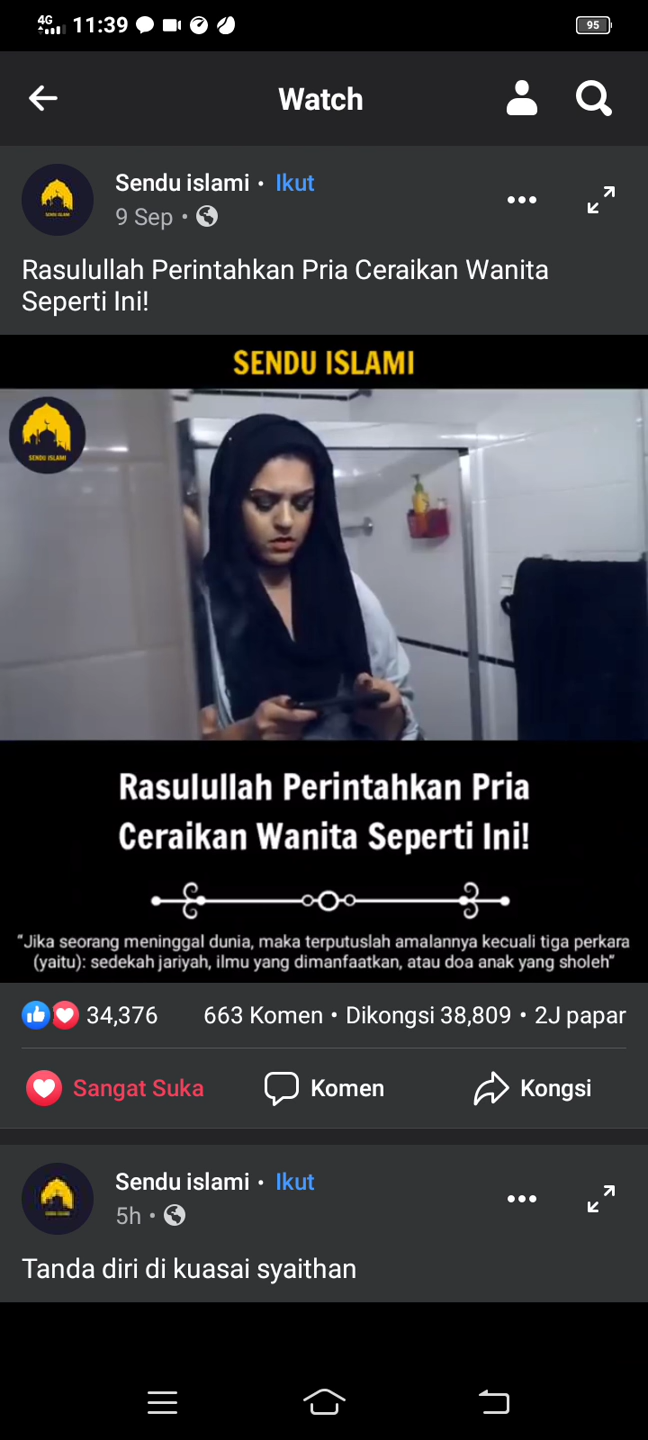 4G 11:39 95
Watch
Sendu islami • Ikut
9 Sep •
Rasulullah Perintahkan Pria Ceraikan Wanita
Seperti Ini!
SENDU ISLAMI
SENDU ISLAMI
Rasulullah Perintahkan Pria
Ceraikan Wanita Seperti Ini!
“Jika seorang meninggal dunia, maka terputuslah amalannya kecuali tiga perkara
(yaitu): sedekah jariyah, ilmu yang dimanfaatkan, atau doa anak yang sholeh“
34,376 663 Komen • Dikongsi 38,809 • 2J papar
Sangat Suka Komen Kongsi
Sendu islami • Ikut
5h •
Tanda diri di kuasai syaithan